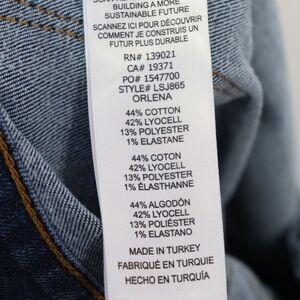 BUILDING A MORE
SUSTAINABLE FUTURE
SCANNEZ ICI POUR DÉCOUVRIR
COMMENT JE CONSTRUIS UN
FUTUR PLUS DURABLE
RN# 139021
CA# 19371
PO# 1547700
STYLE# LSJ865
ORLENA
44% COTTON
42% LYOCELL
13% POLYESTER
1% ELASTANE
44% COTON
42% LYOCELL
13% POLYESTER
1% ÉLASTHANNE
44% ALGODÓN
42% LYOCELL
13% POLIÉSTER
1% ELASTANO
MADE IN TURKEY
FABRIQUÉ EN TURQUIE
HECHO EN TURQUÍA